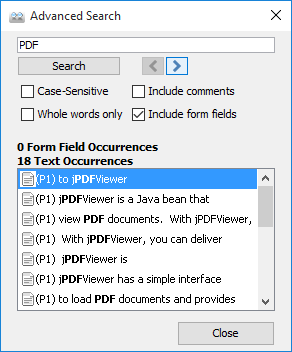 Advanced Search
PDF
Search
Case-Sensitive
Include comments
Whole words only
Include form fields
0 Form Field Occurrences
18 Text Occurrences
(P1) to jPDFViewer
(P1) jPDFViewer is a Java bean that
(P1) view PDF documents. With jPDFViewer,
(P1) With jPDFViewer, you can deliver
(P1) jPDFViewer is
(P1) jPDFViewer has a simple interface
(P1) to load PDF documents and provides
Close